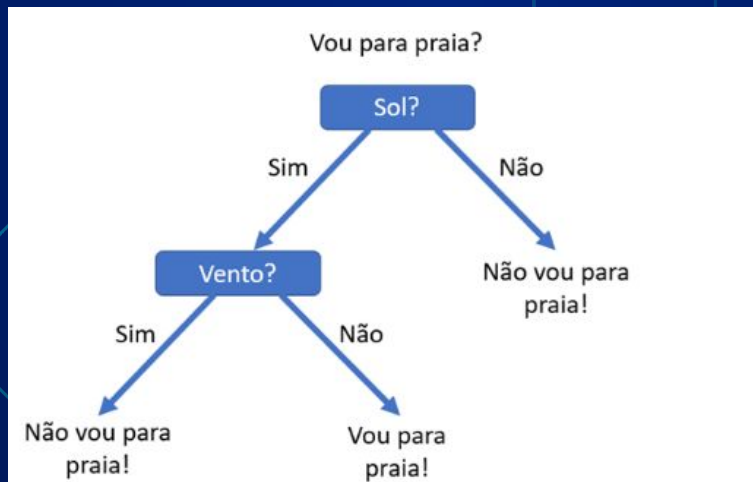 Vou para praia?
Sol?
Sim
Não
Vento?
Não vou para
praia!
Sim
Não
Não vou para
praia!
Vou para
praia!